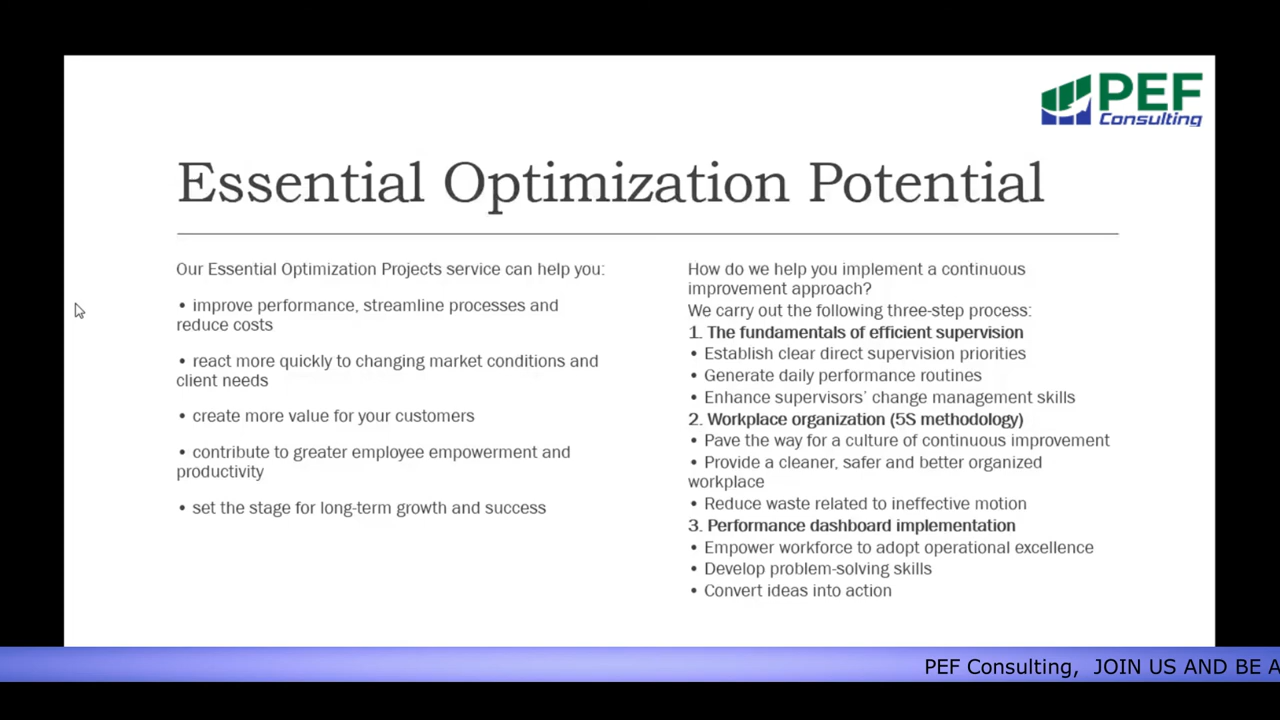 PEF
Consulting
Essential Optimization Potential
Our Essential Optimization Projects service can help you:
• improve performance, streamline processes and
reduce costs
• react more quickly to changing market conditions and
client needs
• create more value for your customers
• contribute to greater employee empowerment and
productivity
• set the stage for long-term growth and success
How do we help you implement a continuous
improvement approach?
We carry out the following three-step process:
1. The fundamentals of efficient supervision
• Establish clear direct supervision priorities
• Generate daily performance routines
• Enhance supervisors’ change management skills
2. Workplace organization (5S methodology)
• Pave the way for a culture of continuous improvement
• Provide a cleaner, safer and better organized
workplace
• Reduce waste related to ineffective motion
3. Performance dashboard implementation
• Empower workforce to adopt operational excellence
• Develop problem-solving skills
• Convert ideas into action
PEF Consulting, JOIN US AND BE A